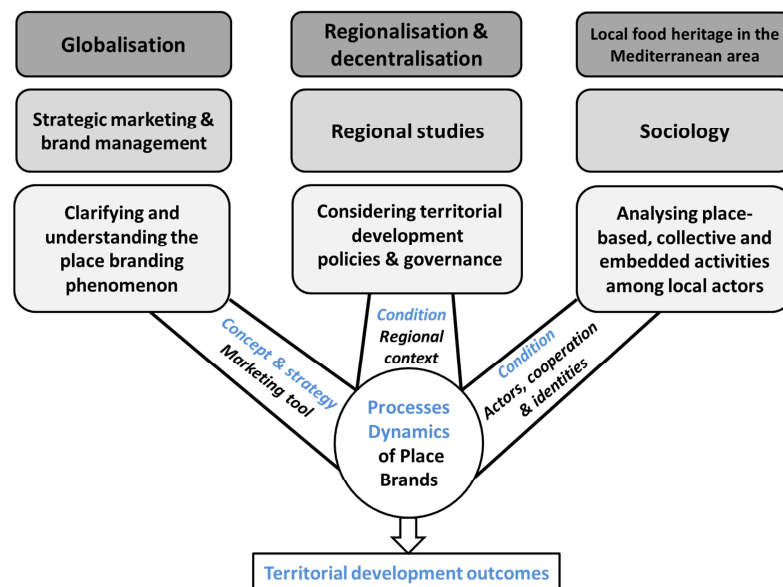 Globalisation
Regionalisation &
decentralisation
Local food heritage in the
Mediterranean area
Strategic marketing &
brand management
Regional studies
Sociology
Clarifying and
understanding the
place branding
phenomenon
Considering territorial
development
policies & governance
Analysing place-
based, collective and
embedded activities
among local actors
Concept & strategy
Marketing tool
Condition
Regional
context
Condition
Actors, cooperation
& identities
Processes
Dynamics
of Place
Brands
Territorial development outcomes